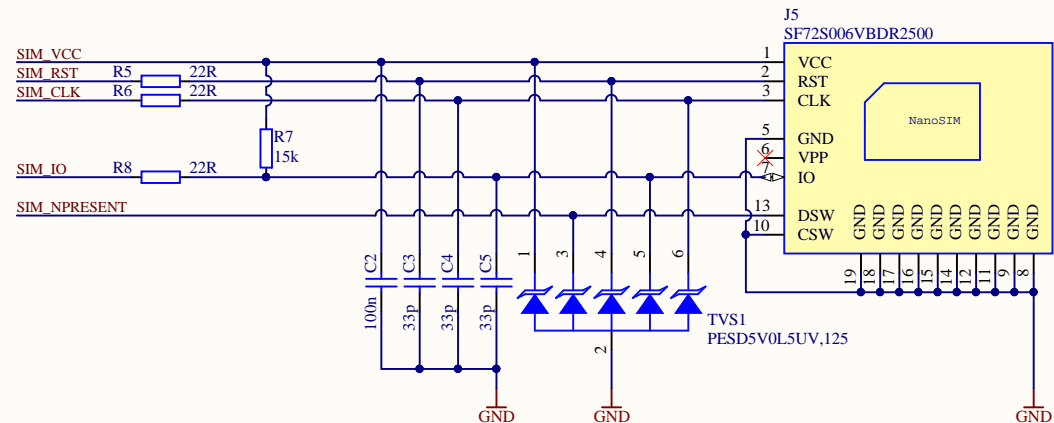 J5
SF72S006VBDR2500
SIM_VCC
1 VCC
SIM_RST R5 22R
2 RST
SIM_CLK R6 22R
3 CLK
NanoSIM
R7
15k
5 GND
6 VPP
SIM_IO R8 22R
7 IO
SIM_NPRESENT
13 DSW
10 CSW
GND GND GND GND GND GND GND GND GND GND
19 18 17 16 15 14 12 11 9 8
C2 C3 C4 C5
1 3 4 5 6
100n 33p 33p 33p
TVS1
PESD5V0L5UV,125
2
GND GND GND